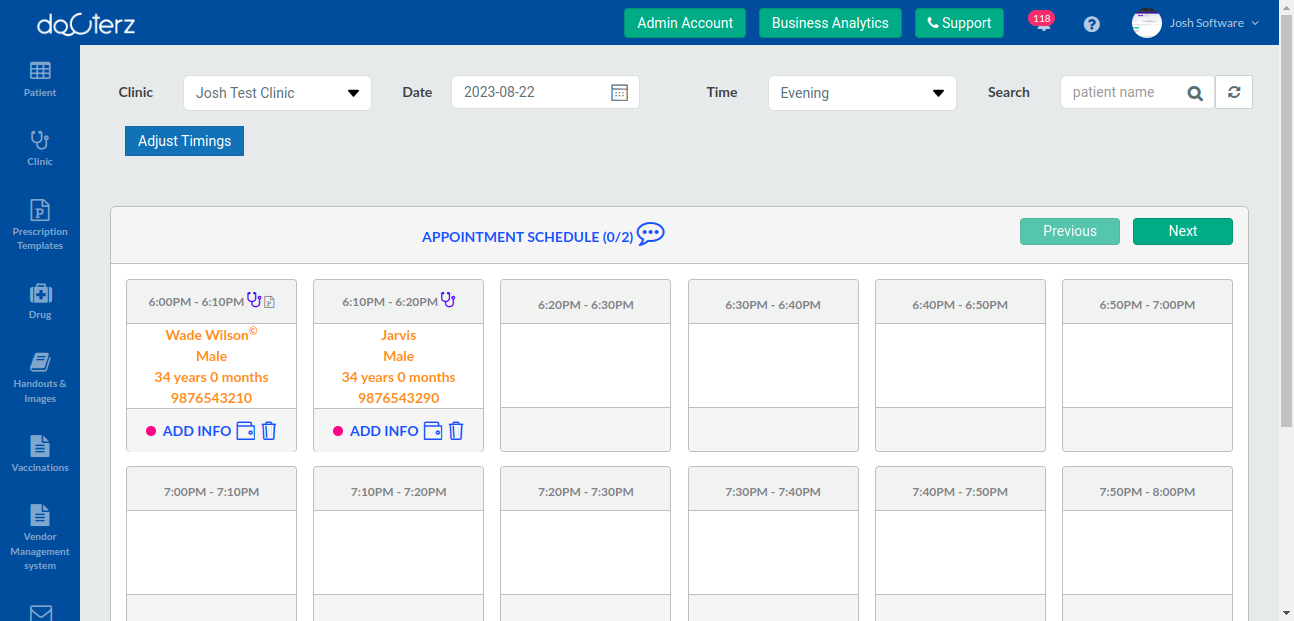 daOCterz
Admin Account
Business Analytics
Support
118
?
Josh Software
Patient
Clinic
Prescription
Templates
Drug
Handouts &
Images
Vaccinations
Vendor
Management
system
Clinic
Josh Test Clinic
Date
2023-08-22
Time
Evening
Search
patient name
Adjust Timings
APPOINTMENT SCHEDULE (0/2)
Previous
Next
6:00PM - 6:10PM
Wade Wilson©
Male
34 years 0 months
9876543210
ADD INFO
6:10PM - 6:20PM
Jarvis
Male
34 years 0 months
9876543290
ADD INFO
6:20PM - 6:30PM
6:30PM - 6:40PM
6:40PM - 6:50PM
6:50PM - 7:00PM
7:00PM - 7:10PM
7:10PM - 7:20PM
7:20PM - 7:30PM
7:30PM - 7:40PM
7:40PM - 7:50PM
7:50PM - 8:00PM